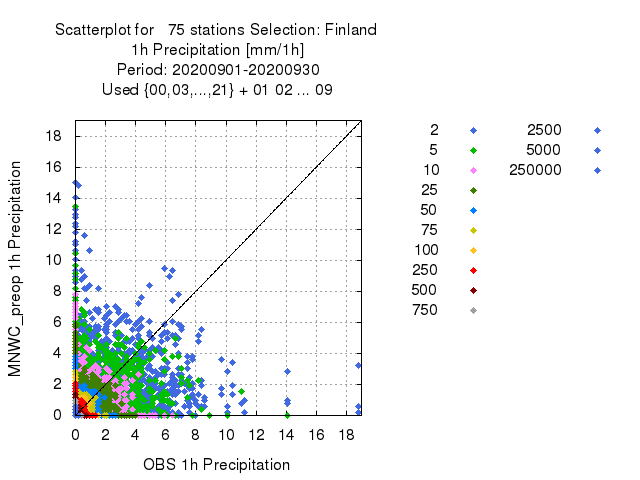 Scatterplot for   75 stations Selection: Finland
1h Precipitation [mm/1h]
Period: 20200901-20200930
Used {00,03,...,21} + 01 02 ... 09
MNWC_preop 1h Precipitation
18
16
14
12
10
8
6
4
2
0
0 2 4 6 8 10 12 14 16 18
OBS 1h Precipitation
2 2500
5 5000
10 250000
25
50
75
100
250
500
750